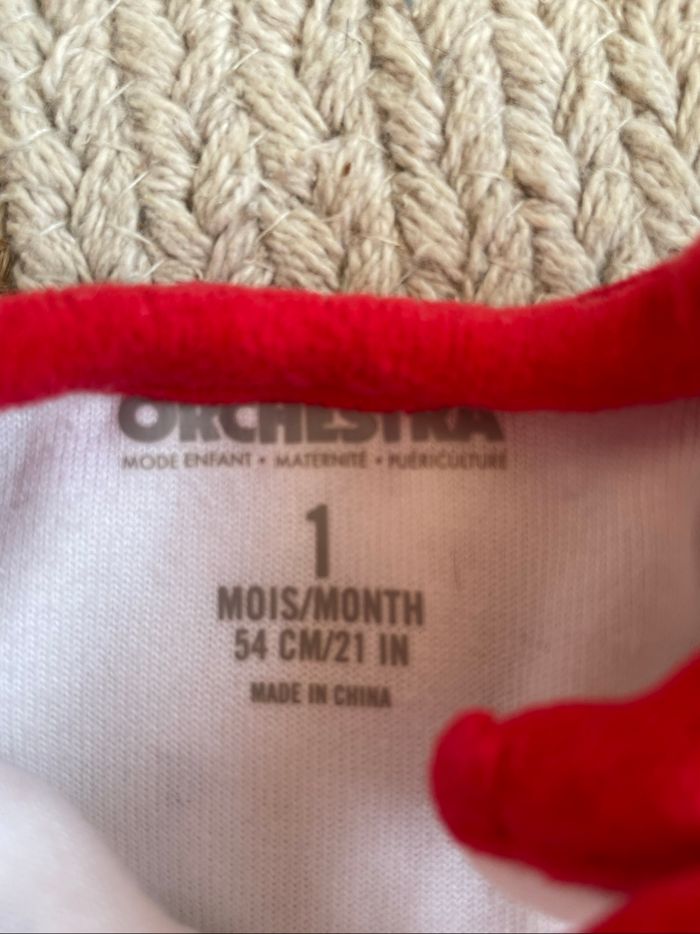 ORCHESTRA
MODE ENFANT • MATERNITÉ • PUÉRICULTURE
1
MOIS/MONTH
54 CM/21 IN
MADE IN CHINA